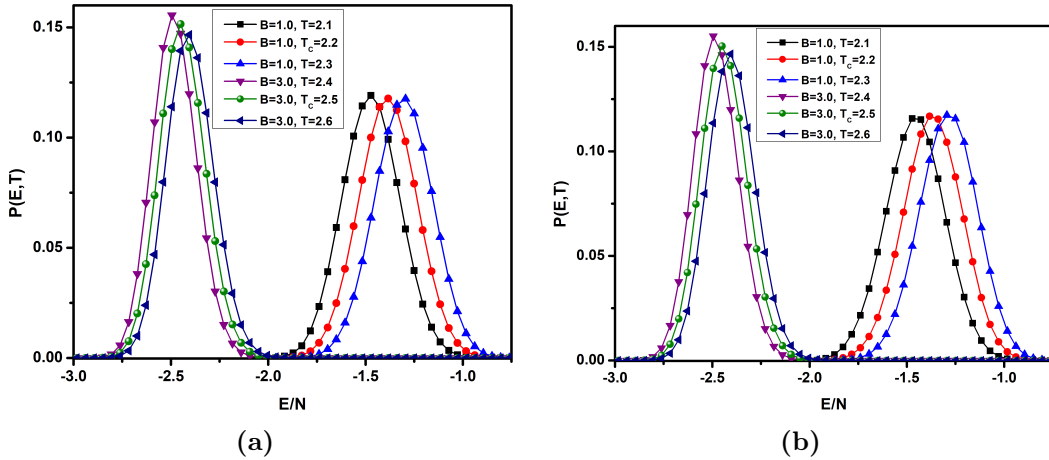 0.15
0.10
0.05
0.00
P(E,T)
B=1.0, T=2.1
B=1.0, T_C=2.2
B=1.0, T=2.3
B=3.0, T=2.4
B=3.0, T_C=2.5
B=3.0, T=2.6
-3.0 -2.5 -2.0 -1.5 -1.0
E/N
(a)
0.15
0.10
0.05
0.00
P(E,T)
B=1.0, T=2.1
B=1.0, T_C=2.2
B=1.0, T=2.3
B=3.0, T=2.4
B=3.0, T_C=2.5
B=3.0, T=2.6
-3.0 -2.5 -2.0 -1.5 -1.0
E/N
(b)